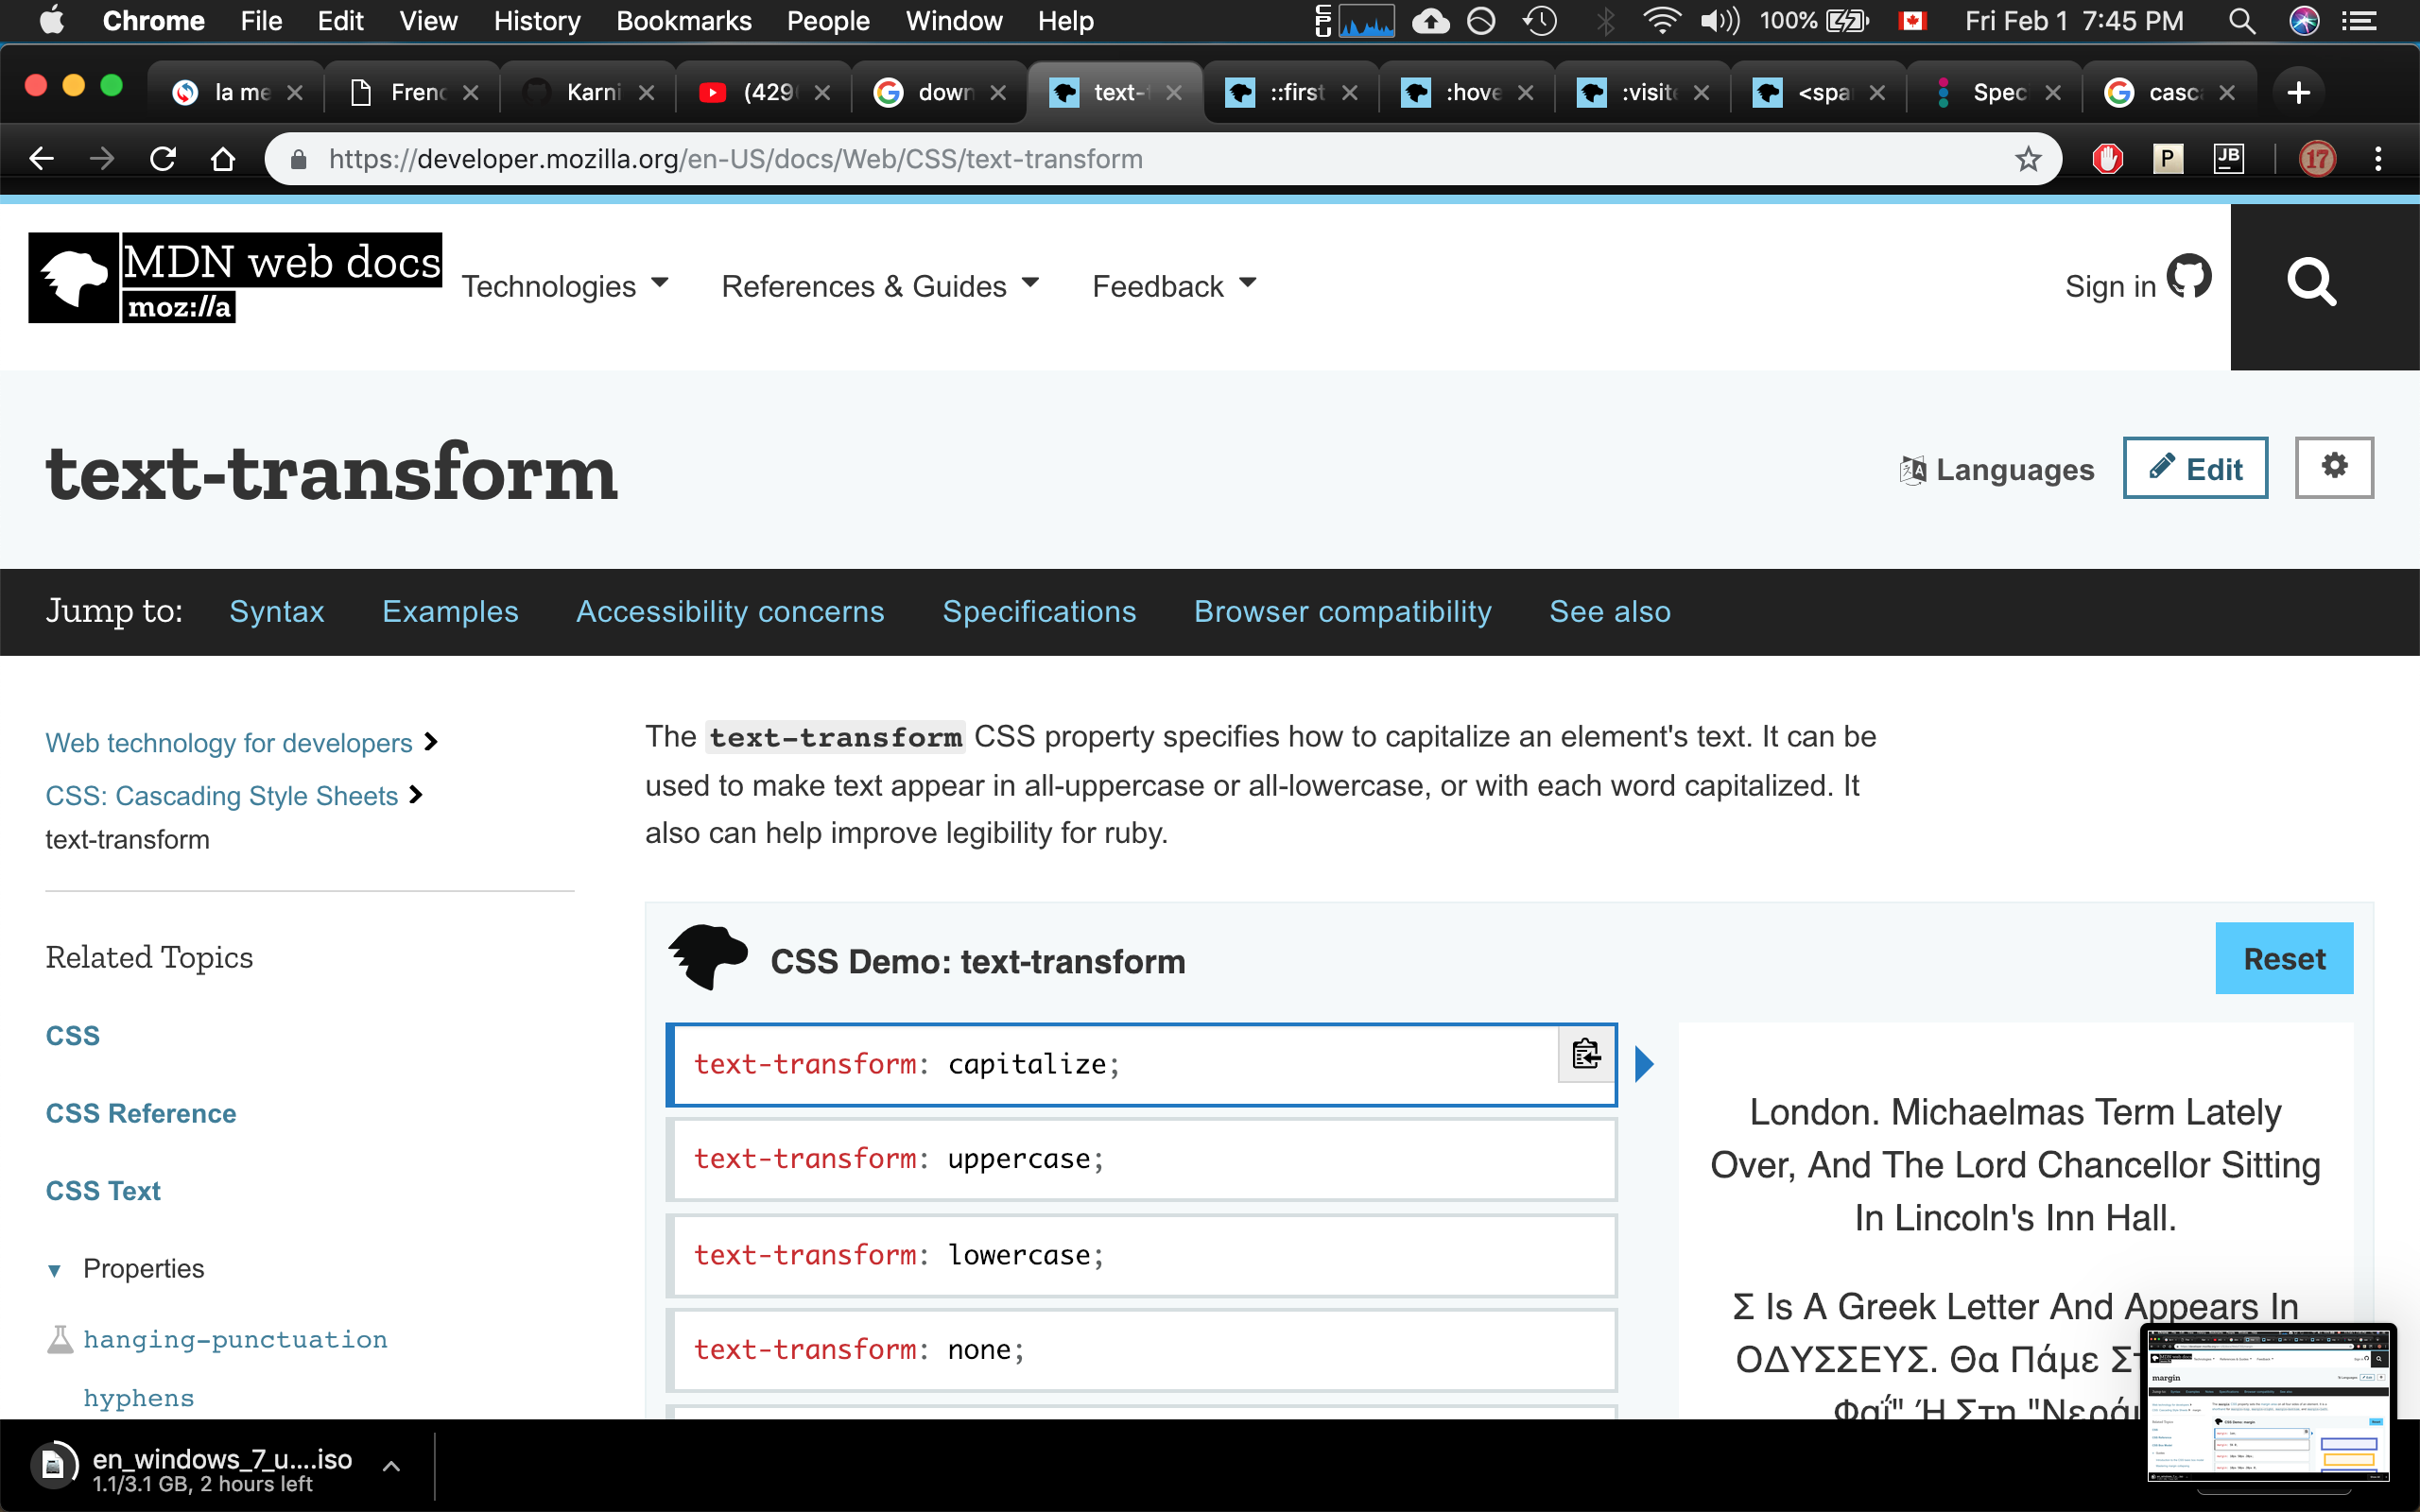 Chrome File Edit View History Bookmarks People Window Help CPU 100% Fri Feb 1 7:45 PM
la me Frenc Karni (429 down text-t ::first :hove :visite <spa Spec casca
https://developer.mozilla.org/en-US/docs/Web/CSS/text-transform P JB 17
MDN web docs
moz://a
Technologies References & Guides Feedback Sign in
text-transform
Languages Edit
Jump to: Syntax Examples Accessibility concerns Specifications Browser compatibility See also
Web technology for developers
CSS: Cascading Style Sheets
text-transform
Related Topics
CSS
CSS Reference
CSS Text
Properties
hanging-punctuation
hyphens
The text-transform CSS property specifies how to capitalize an element's text. It can be
used to make text appear in all-uppercase or all-lowercase, or with each word capitalized. It
also can help improve legibility for ruby.
CSS Demo: text-transform
Reset
text-transform: capitalize;
text-transform: uppercase;
text-transform: lowercase;
text-transform: none;
London. Michaelmas Term Lately
Over, And The Lord Chancellor Sitting
In Lincoln's Inn Hall.
Σ Is A Greek Letter And Appears In
ΟΔΥΣΣΕΥΣ. Θα Πάμε Στ
Φαΐ" Ή Στη "Νεράι
margin
en_windows_7_u....iso
1.1/3.1 GB, 2 hours left